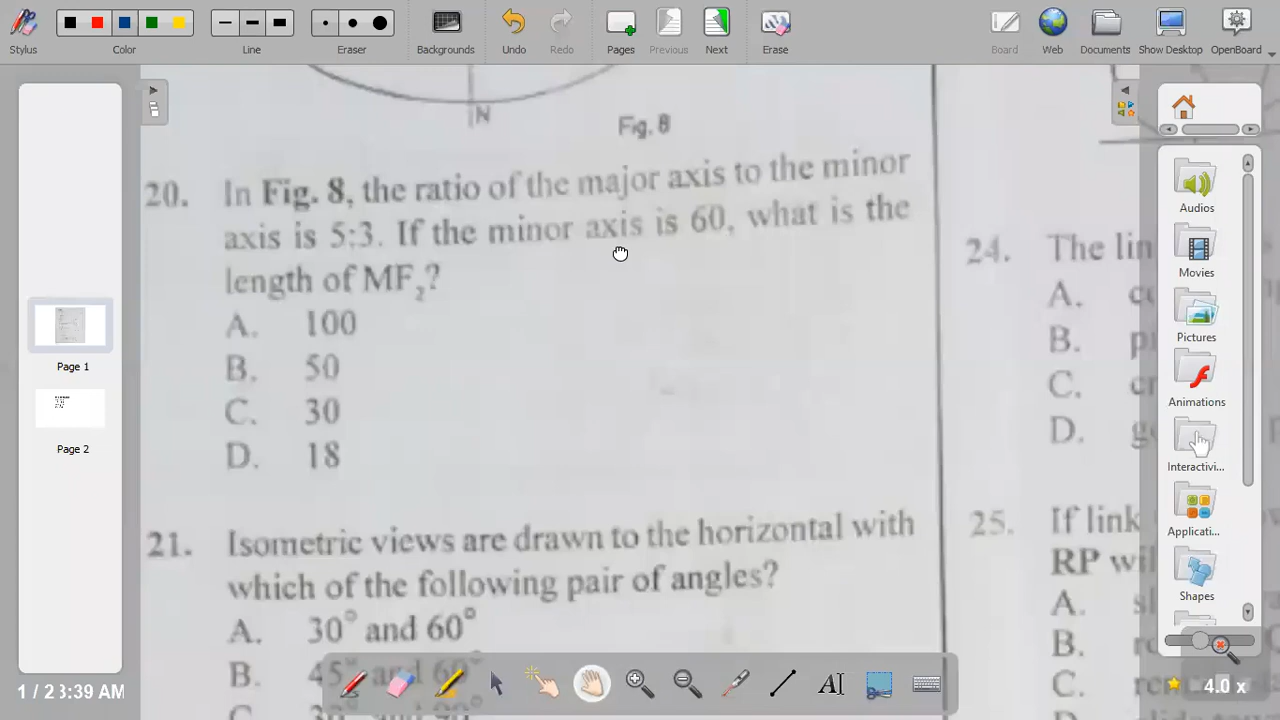 Stylus
Color
Line
Eraser
Backgrounds
Undo
Redo
Pages
Previous
Next
Erase
Board
Web
Documents
Show Desktop
OpenBoard
N
Fig. 8
20. In Fig. 8, the ratio of the major axis to the minor
axis is 5:3. If the minor axis is 60, what is the
length of MF₂?
A. 100
B. 50
C. 30
D. 18
21. Isometric views are drawn to the horizontal with
which of the following pair of angles?
A. 30° and 60°
B. 45° and 60°
24. The lin
A.
B.
C.
D.
25. If link
RP wil
A.
B.
C.
Page 1
Page 2
Audios
Movies
Pictures
Animations
Interactivi...
Applicati...
Shapes
1 / 2
3:39 AM
4.0 x